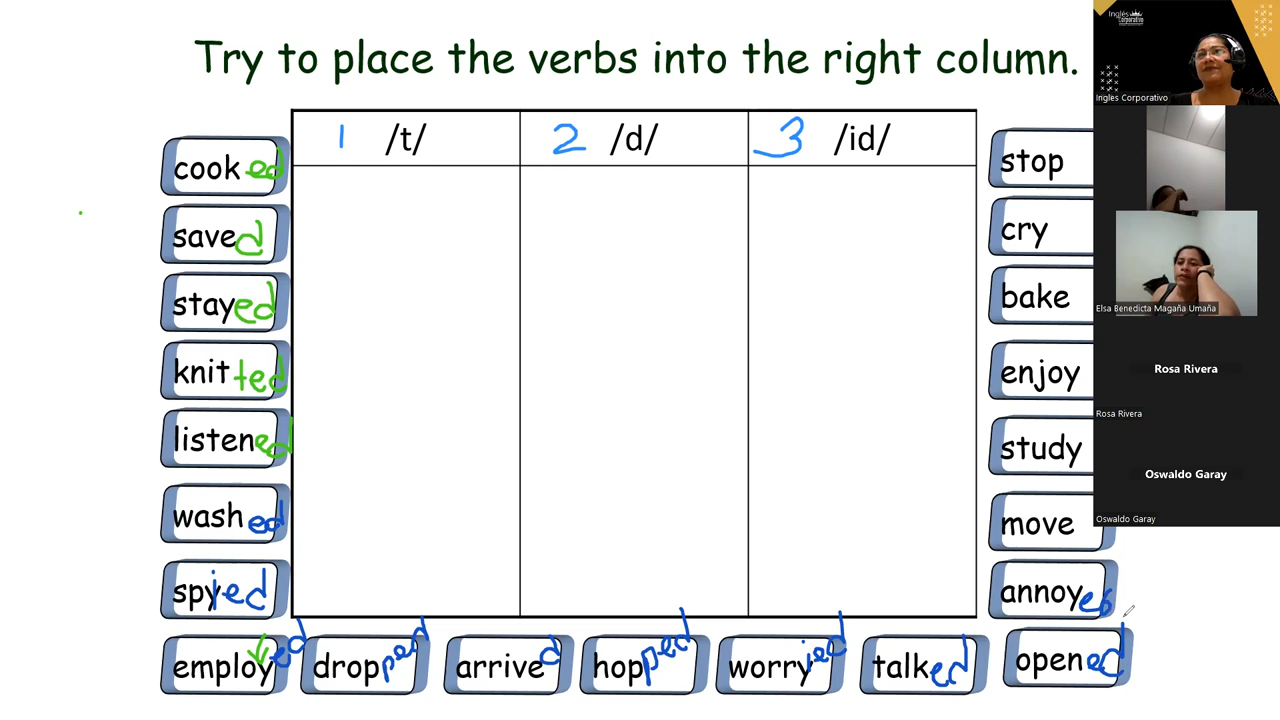 Try to place the verbs into the right column.
1 /t/ 2 /d/ 3 /id/
cooked
saved
stayed
knitted
listened
washed
spyied
employed
dropped
arrived
hopped
worryied
talked
opened
stop
cry
bake
enjoy
study
move
annoyed
Inglés Corporativo
Ingles Corporativo
Elsa Benedicta Magaña Umaña
Rosa Rivera
Rosa Rivera
Oswaldo Garay
Oswaldo Garay